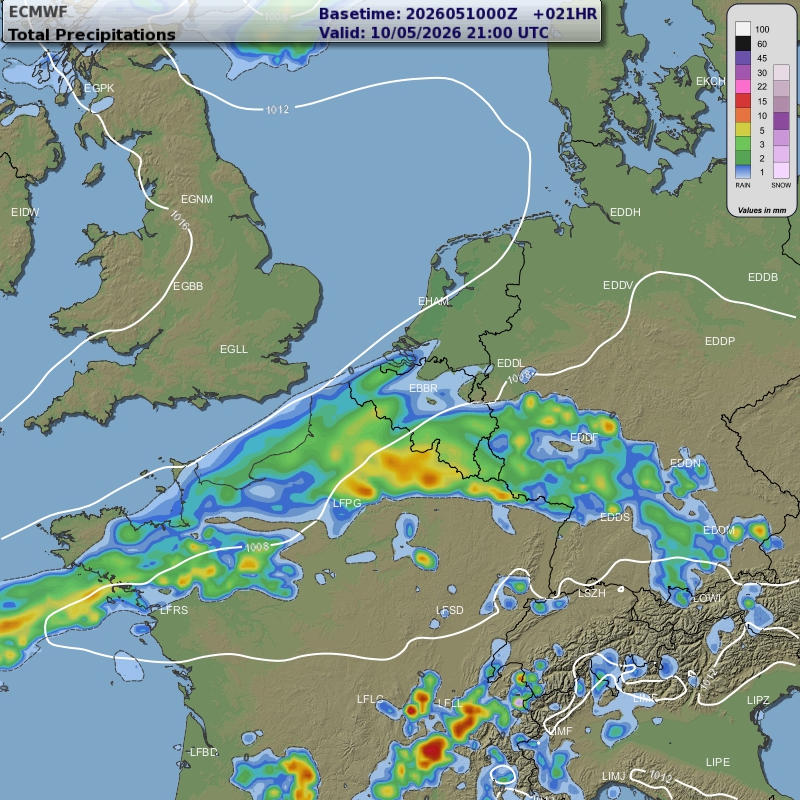 ECMWF
Total Precipitations
Basetime: 2026051000Z +021HR
Valid: 10/05/2026 21:00 UTC
100
60
45
30
22
15
10
5
3
2
1
RAIN SNOW
Values in mm
EGPK
EKCH
1012
EGNM
EIDW
EDDH
1016
EGBB
EDDV
EDDB
EHAM
EDDP
EGLL
EDDL
EBBR
EDDF
EDDN
LFPG
EDDS
EDDM
1008
LSZH
LOWI
LFRS
LFSD
1012
LFLC
LFLL
LIPZ
LIMF
LFBD
LIPE
LIMJ
1012